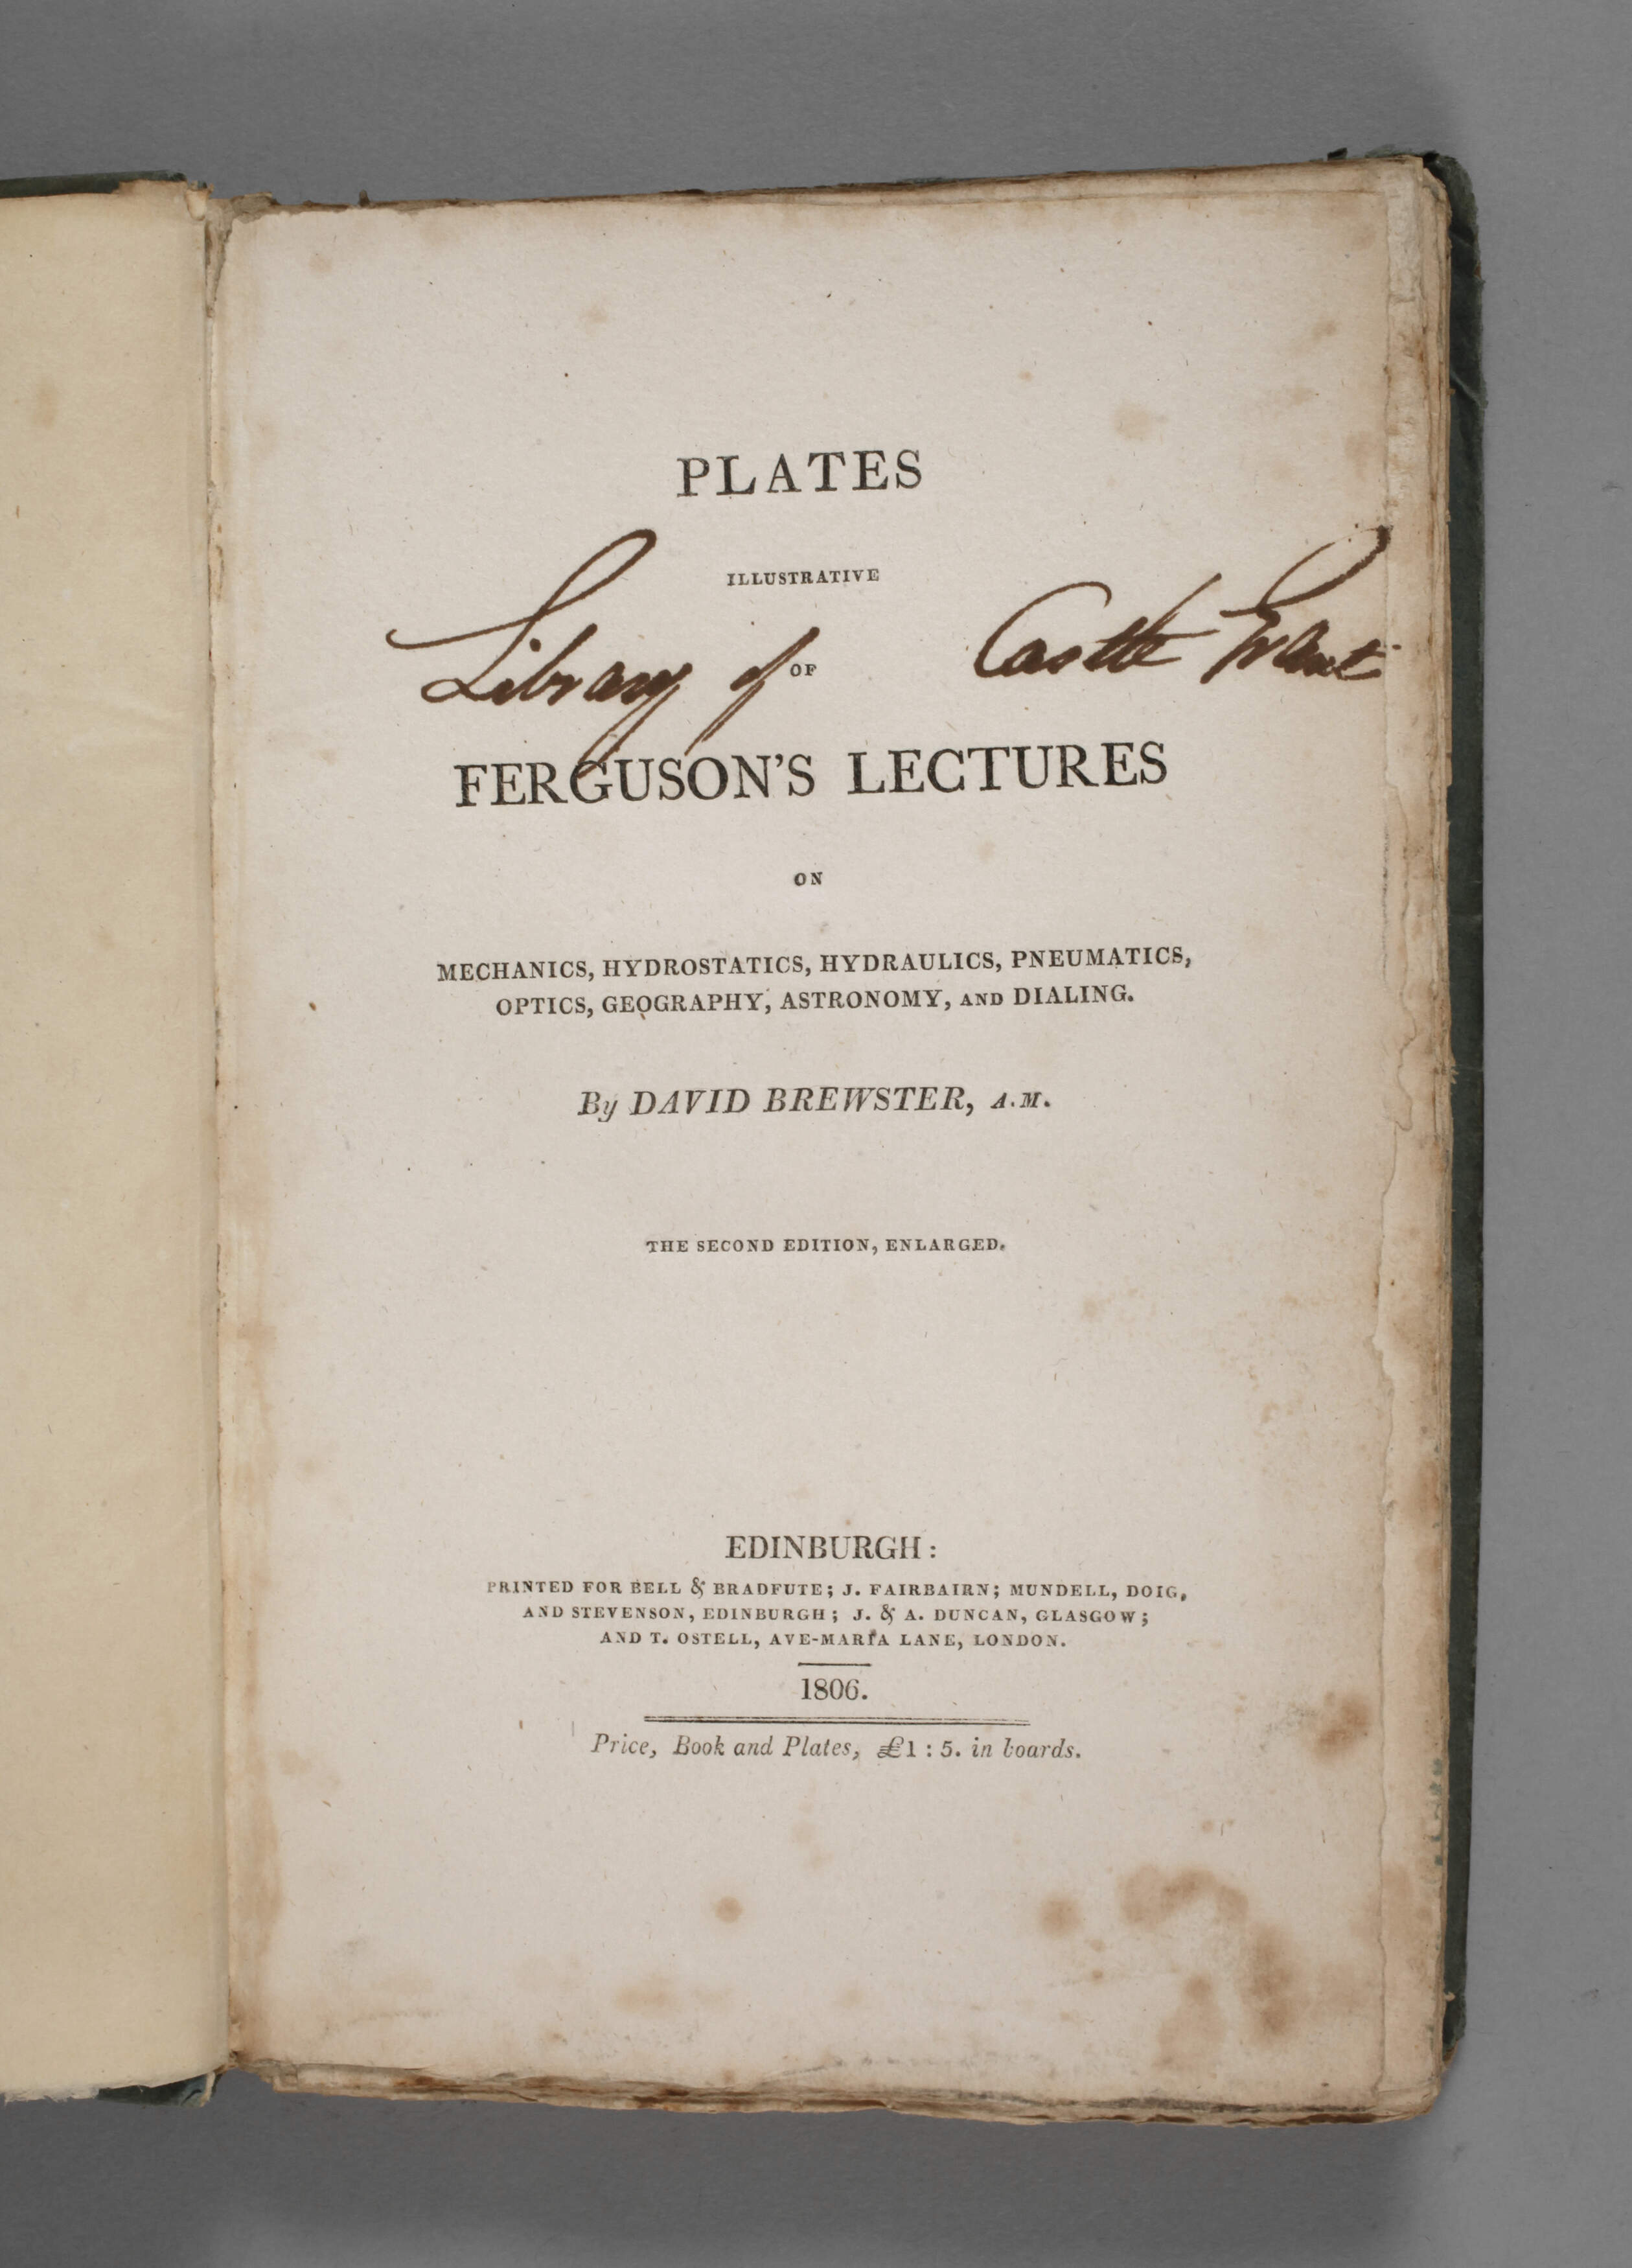 PLATES
ILLUSTRATIVE
Library of Castle Grant
OF
FERGUSON'S LECTURES
ON
MECHANICS, HYDROSTATICS, HYDRAULICS, PNEUMATICS,
OPTICS, GEOGRAPHY, ASTRONOMY, AND DIALING.
By DAVID BREWSTER, A.M.
THE SECOND EDITION, ENLARGED.
EDINBURGH:
PRINTED FOR BELL & BRADFUTE; J. FAIRBAIRN; MUNDELL, DOIG,
AND STEVENSON, EDINBURGH; J. & A. DUNCAN, GLASGOW;
AND T. OSTELL, AVE-MARIA LANE, LONDON.
1806.
Price, Book and Plates, £1 : 5. in boards.